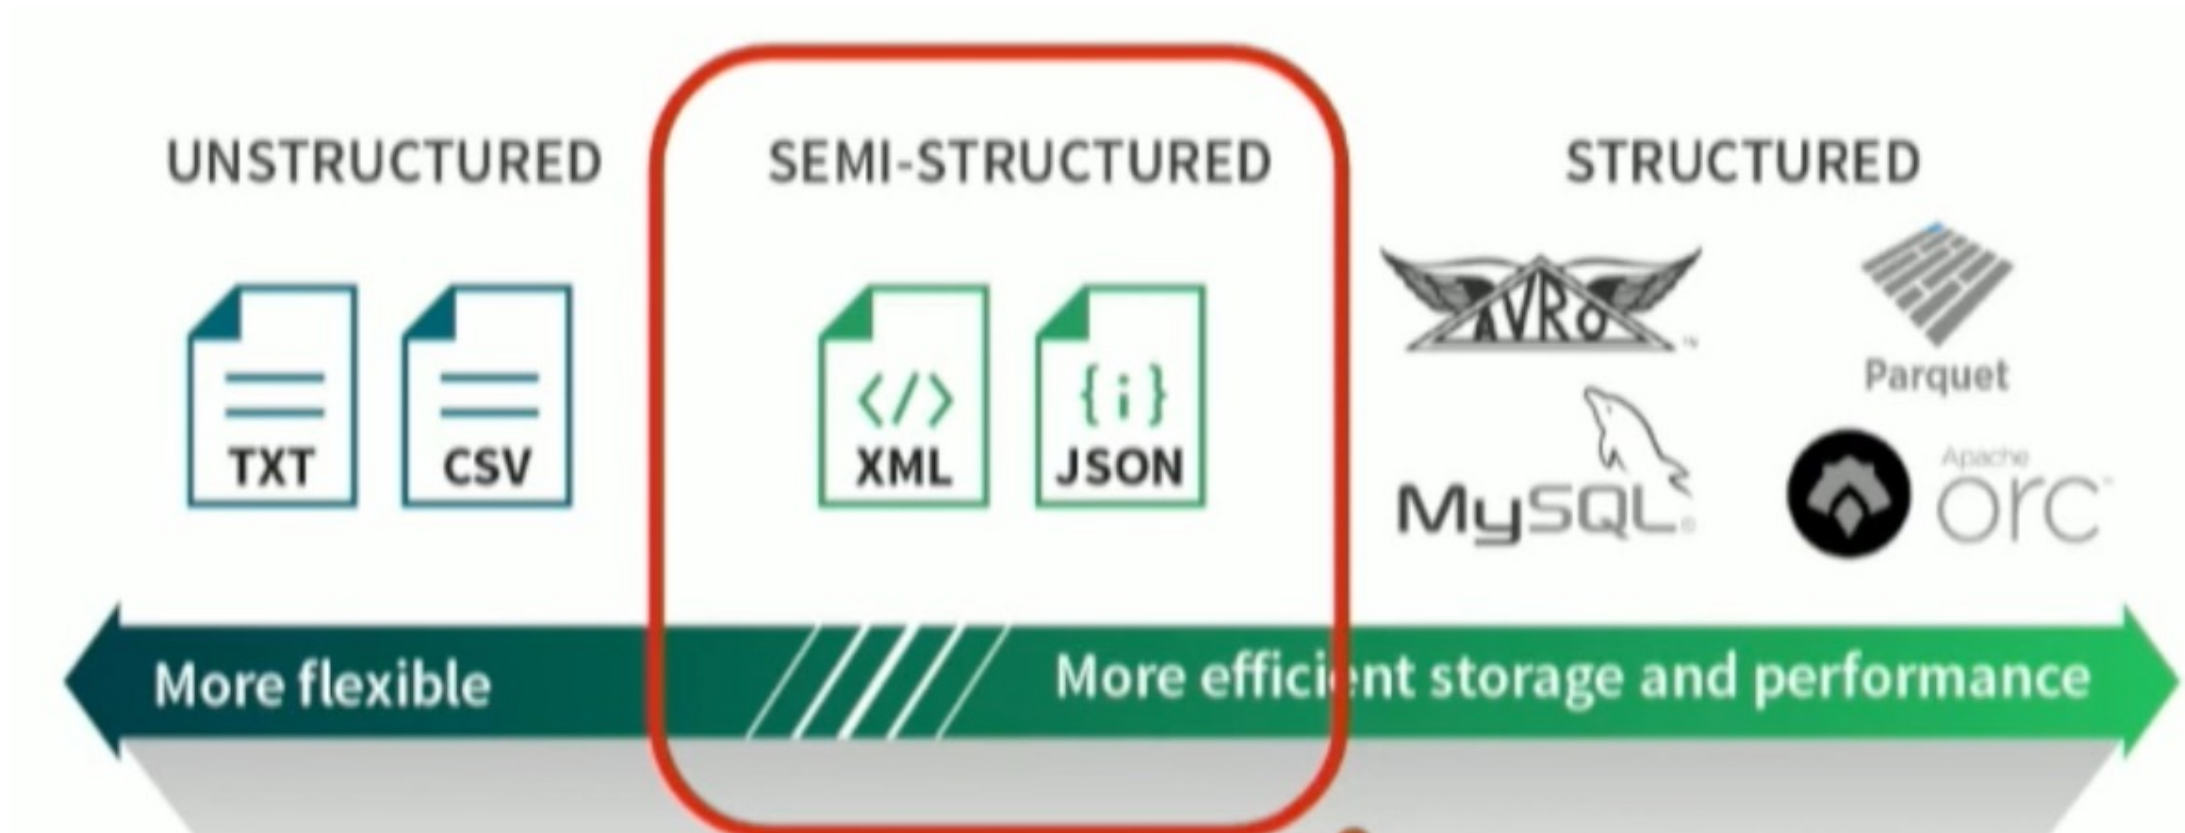 UNSTRUCTURED
TXT
CSV
SEMI-STRUCTURED
</>
XML
{i}
JSON
STRUCTURED
AVRO
Parquet
MySQL
Apache
orc
More flexible
More efficient storage and performance